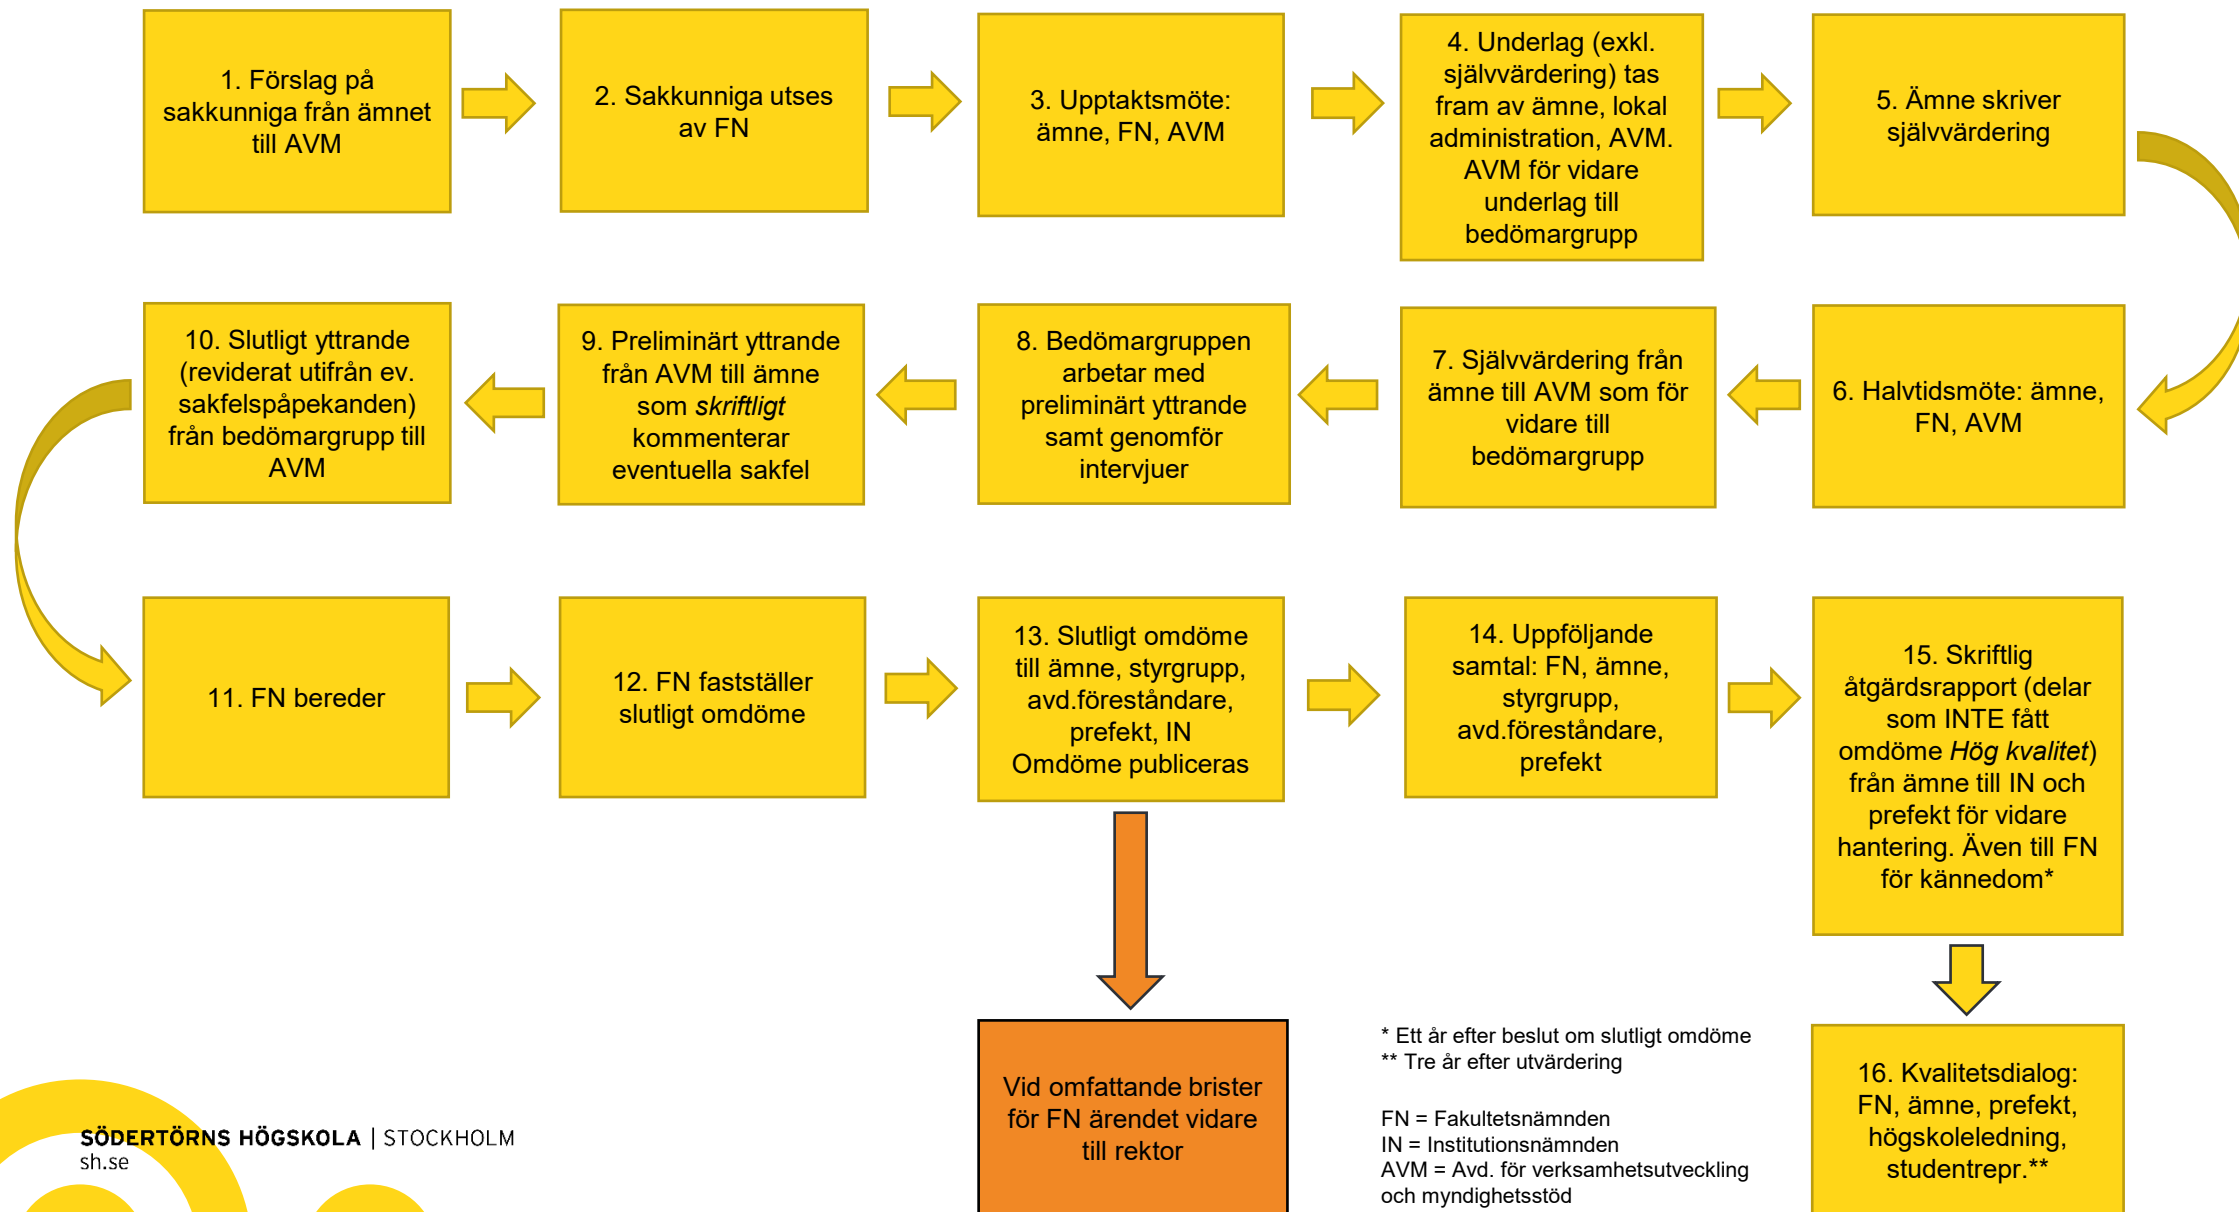 1. Förslag på
sakkunniga från ämnet
till AVM
2. Sakkunniga utses
av FN
3. Upptaktsmöte:
ämne, FN, AVM
4. Underlag (exkl.
självvärdering) tas
fram av ämne, lokal
administration, AVM.
AVM för vidare
underlag till
bedömargrupp
5. Ämne skriver
självvärdering
6. Halvtidsmöte: ämne,
FN, AVM
7. Självvärdering från
ämne till AVM som för
vidare till
bedömargrupp
8. Bedömargruppen
arbetar med
preliminärt yttrande
samt genomför
intervjuer
9. Preliminärt yttrande
från AVM till ämne
som skriftligt
kommenterar
eventuella sakfel
10. Slutligt yttrande
(reviderat utifrån ev.
sakfelspåpekanden)
från bedömargrupp till
AVM
11. FN bereder
12. FN fastställer
slutligt omdöme
13. Slutligt omdöme
till ämne, styrgrupp,
avd.föreståndare,
prefekt, IN
Omdöme publiceras
14. Uppföljande
samtal: FN, ämne,
styrgrupp,
avd.föreståndare,
prefekt
15. Skriftlig
åtgärdsrapport (delar
som INTE fått
omdöme Hög kvalitet)
från ämne till IN och
prefekt för vidare
hantering. Även till FN
för kännedom*
Vid omfattande brister
för FN ärendet vidare
till rektor
16. Kvalitetsdialog:
FN, ämne, prefekt,
högskoleledning,
studentrepr.**
* Ett år efter beslut om slutligt omdöme
** Tre år efter utvärdering
FN = Fakultetsnämnden
IN = Institutionsnämnden
AVM = Avd. för verksamhetsutveckling
och myndighetsstöd
SÖDERTÖRNS HÖGSKOLA | STOCKHOLM
sh.se